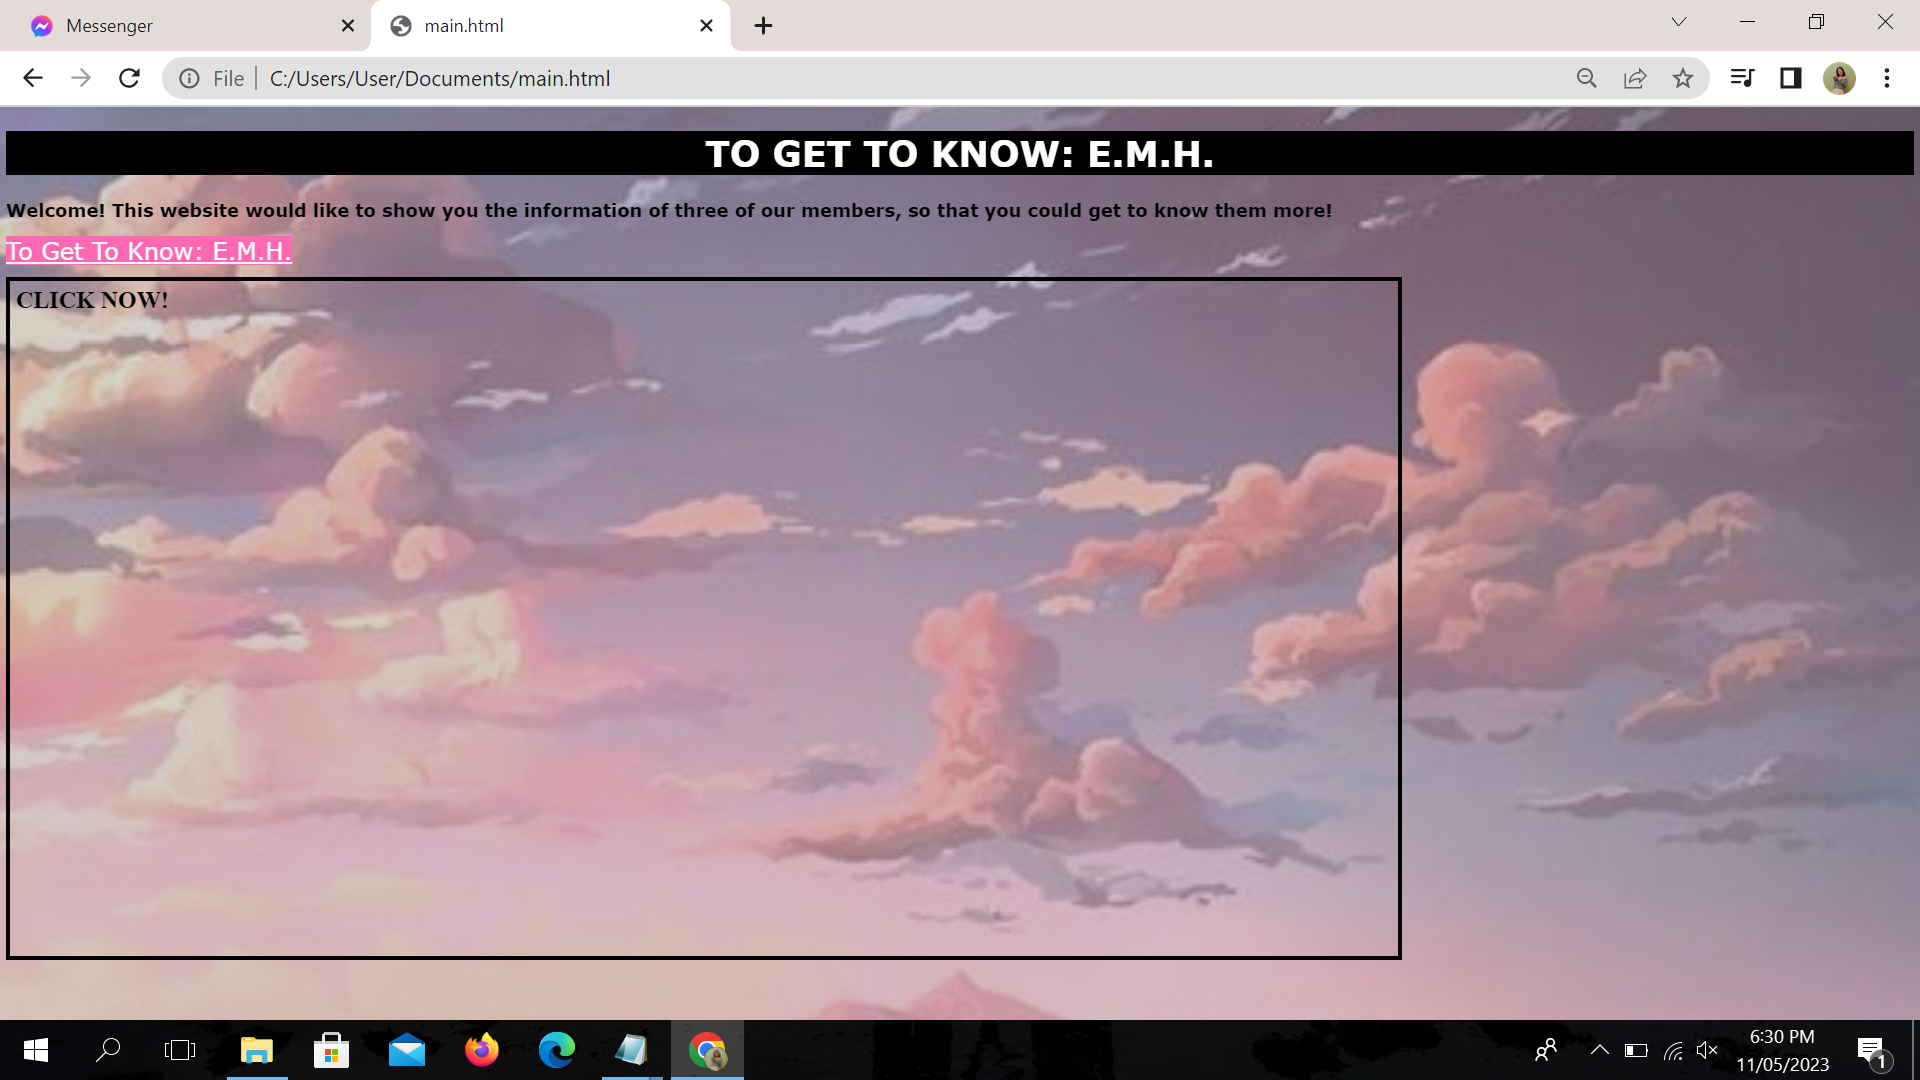 Messenger
main.html
File
C:/Users/User/Documents/main.html
TO GET TO KNOW: E.M.H.
Welcome! This website would like to show you the information of three of our members, so that you could get to know them more!
To Get To Know: E.M.H.
CLICK NOW!
6:30 PM
11/05/2023
1